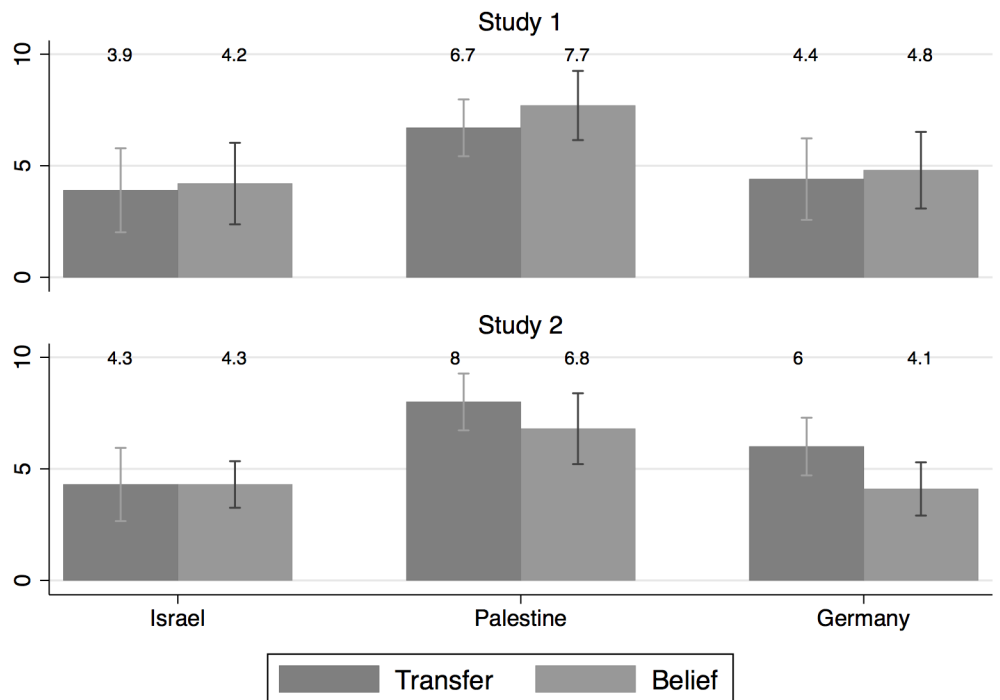 Study 1
10
3.9 4.2 6.7 7.7 4.4 4.8
5
0
Study 2
10
4.3 4.3 8 6.8 6 4.1
5
0
Israel Palestine Germany
Transfer Belief